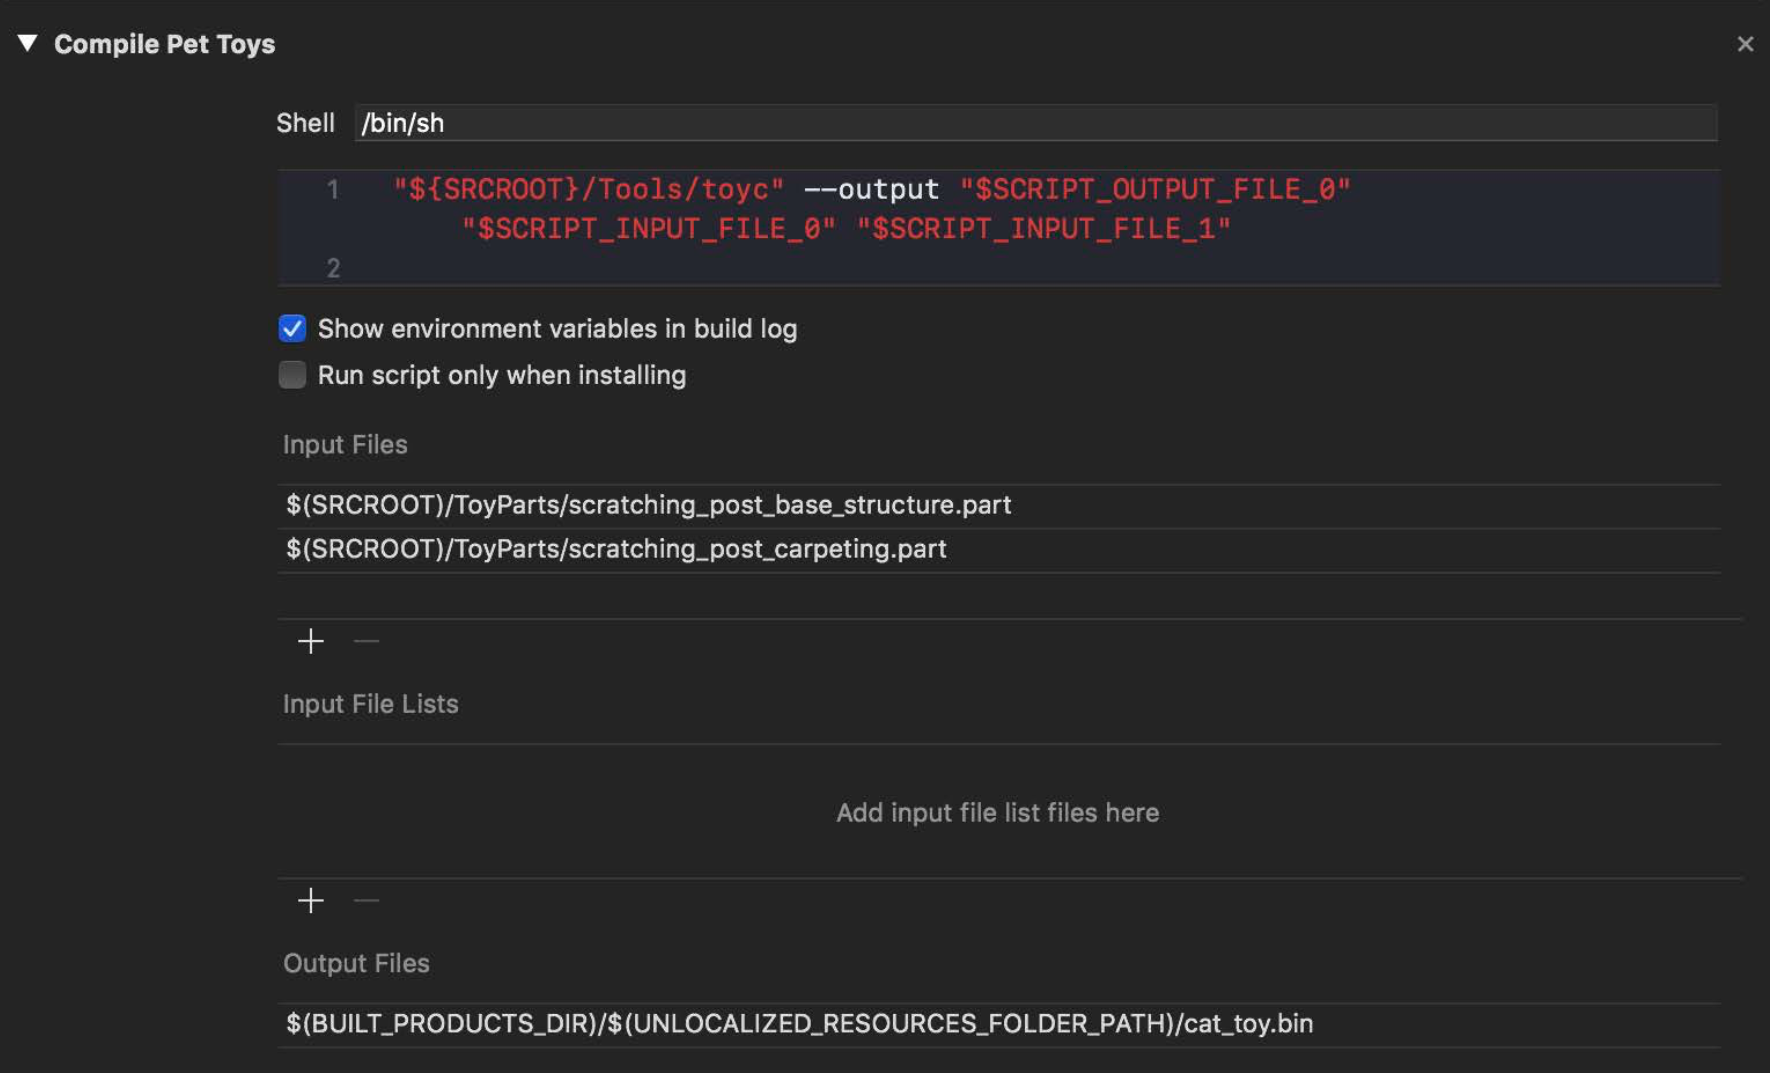 Compile Pet Toys
Shell /bin/sh
1 "${SRCROOT}/Tools/toyc" --output "$SCRIPT_OUTPUT_FILE_0"
"$SCRIPT_INPUT_FILE_0" "$SCRIPT_INPUT_FILE_1"
2
Show environment variables in build log
Run script only when installing
Input Files
$(SRCROOT)/ToyParts/scratching_post_base_structure.part
$(SRCROOT)/ToyParts/scratching_post_carpeting.part
Input File Lists
Add input file list files here
Output Files
$(BUILT_PRODUCTS_DIR)/$(UNLOCALIZED_RESOURCES_FOLDER_PATH)/cat_toy.bin